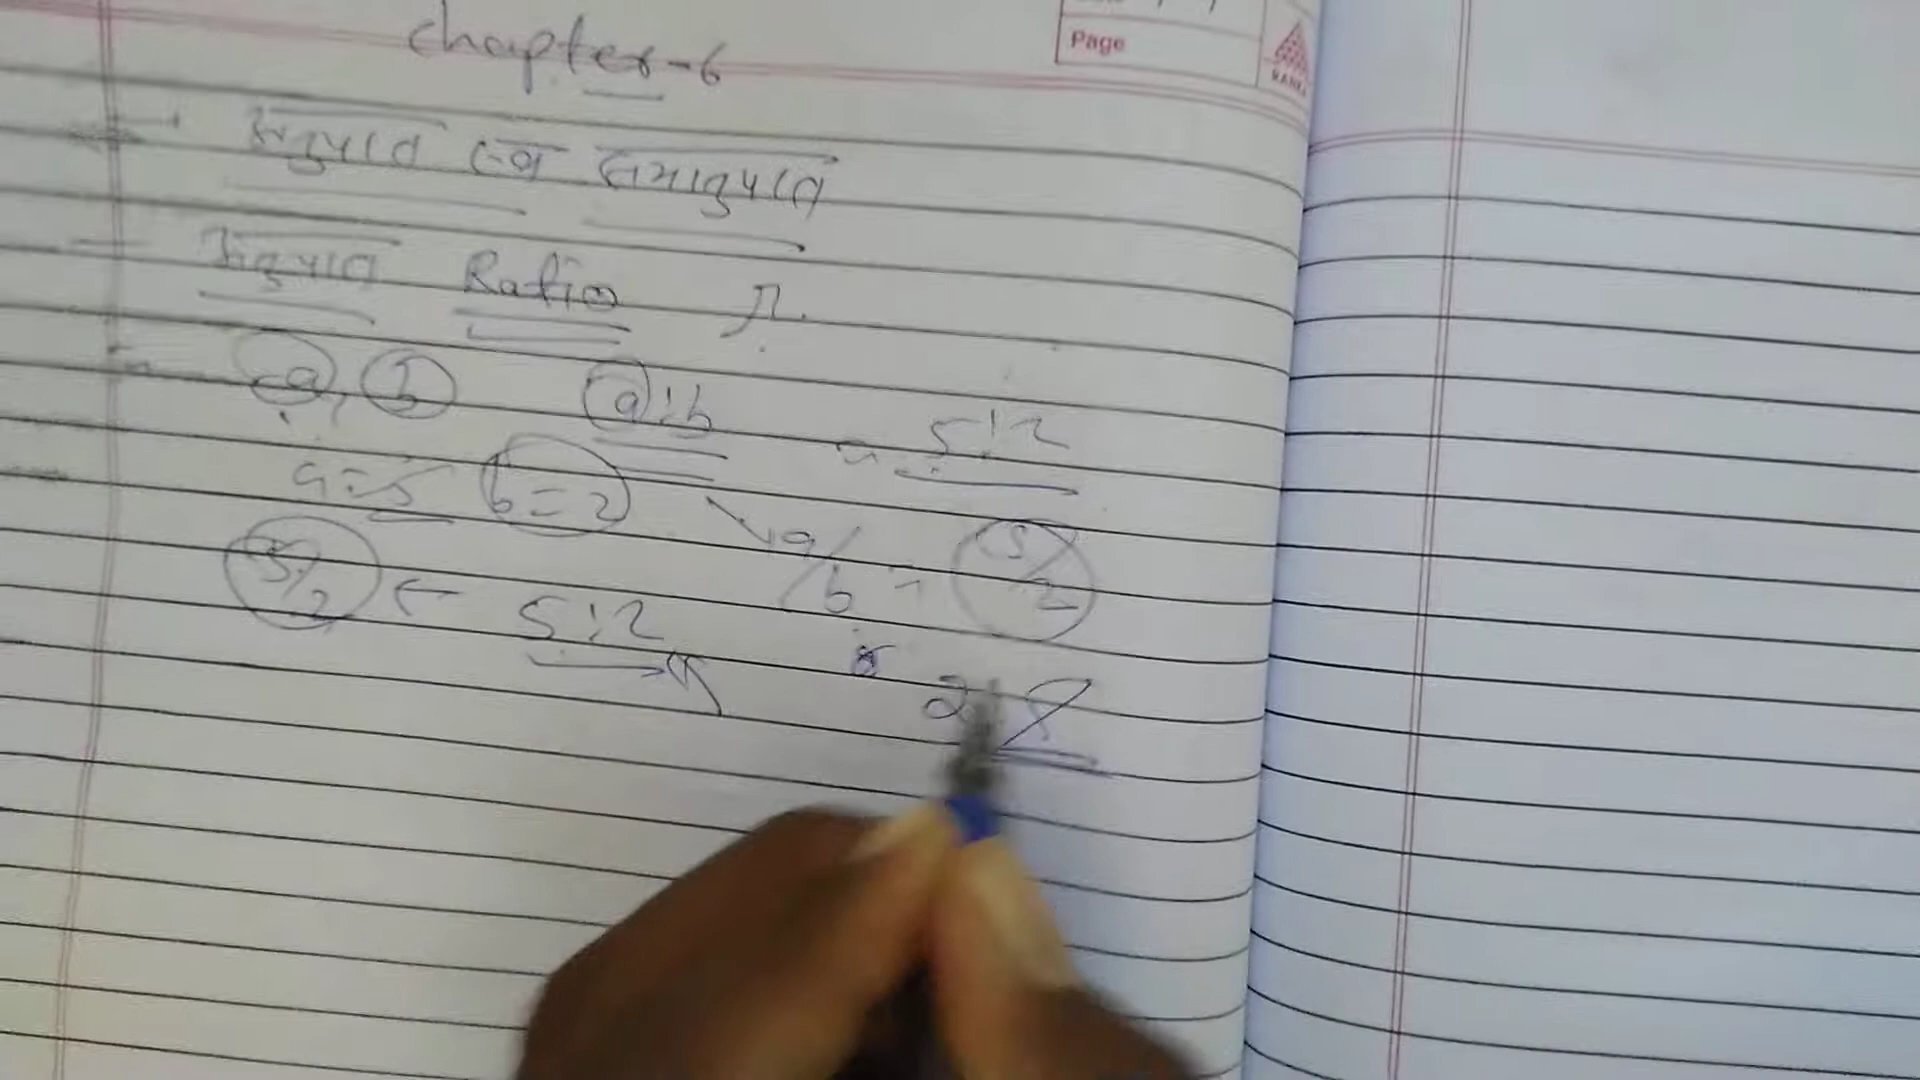 Page
chapter-6
अनुपात एवं समानुपात
अनुपात Ratio
a, b a:b = 5:2
a=5 b=2 a/b = 5/2
5/2 ← 5:2